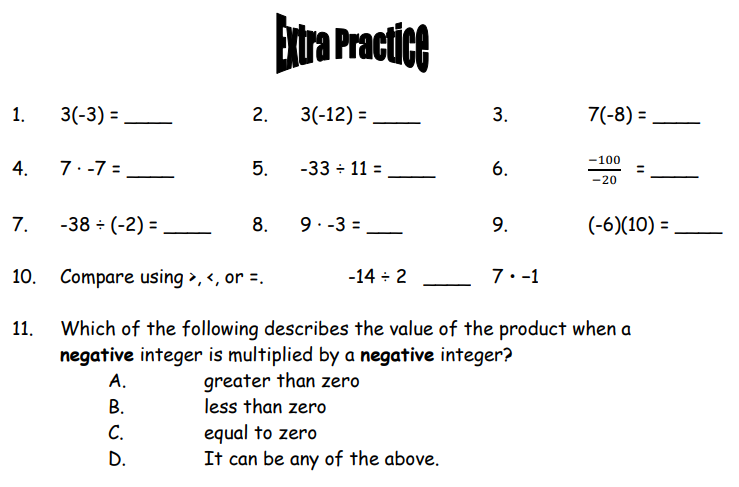 Extra Practice
1. 3(-3) = _____ 2. 3(-12) = _____ 3. 7(-8) = _____
4. 7 · -7 = _____ 5. -33 ÷ 11 = _____ 6. −100/−20 = _____
7. -38 ÷ (-2) = _____ 8. 9 · -3 = ____ 9. (-6)(10) = _____
10. Compare using >, <, or =. -14 ÷ 2 _____ 7 • −1
11. Which of the following describes the value of the product when a
negative integer is multiplied by a negative integer?
A. greater than zero
B. less than zero
C. equal to zero
D. It can be any of the above.